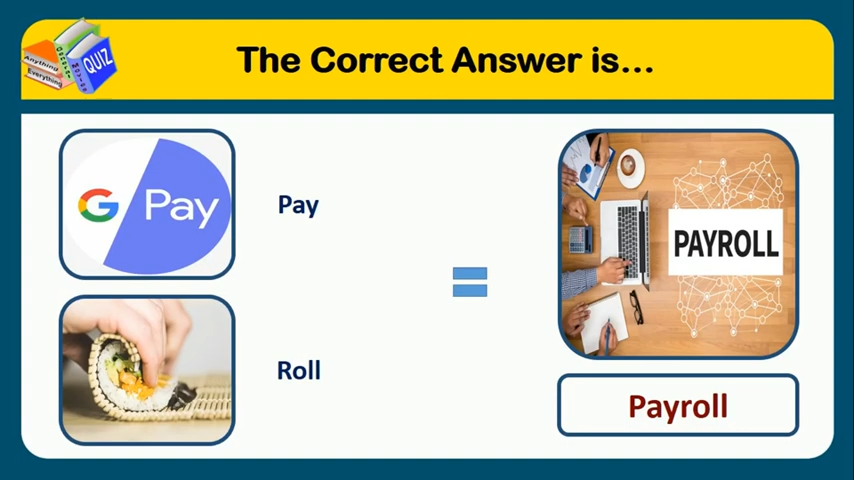 The Correct Answer is...
Anything
Everything
QUIZ
G Pay
Pay
PAYROLL
Roll
Payroll